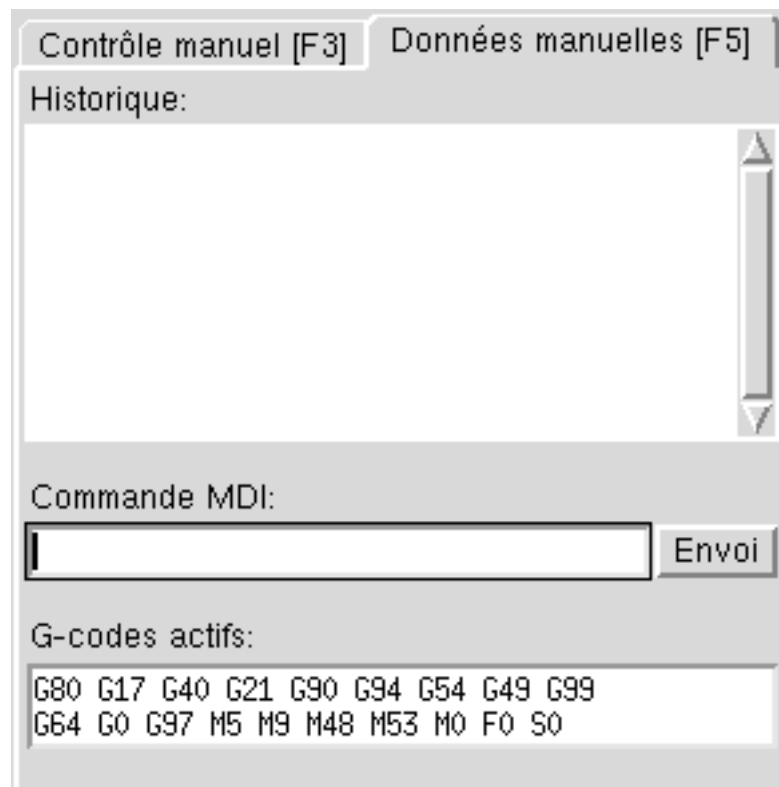 Contrôle manuel [F3] Données manuelles [F5]
Historique:
Commande MDI:
Envoi
G-codes actifs:
G80 G17 G40 G21 G90 G94 G54 G49 G99
G64 G0 G97 M5 M9 M48 M53 M0 F0 S0